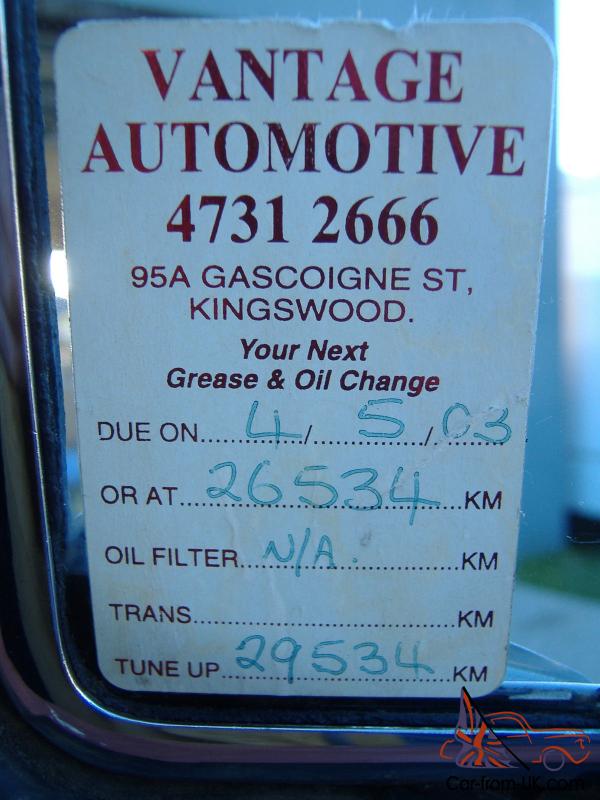 VANTAGE
AUTOMOTIVE
4731 2666
95A GASCOIGNE ST,
KINGSWOOD.
Your Next
Grease & Oil Change
DUE ON......4....../......5....../..03....
OR AT....26534....KM
OIL FILTER...N/A....................KM
TRANS.....................................KM
TUNE UP..29534....KM
Car-from-UK.com